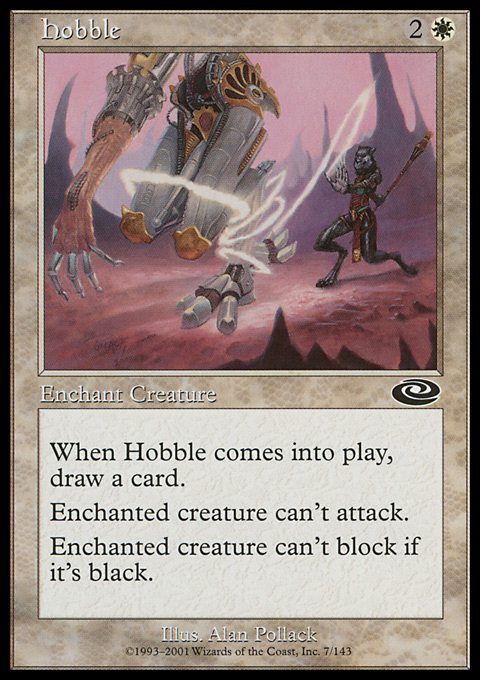 Hobble 2
Enchant Creature
When Hobble comes into play,
draw a card.
Enchanted creature can't attack.
Enchanted creature can't block if
it's black.
Illus. Alan Pollack
©1993–2001 Wizards of the Coast, Inc. 7/143